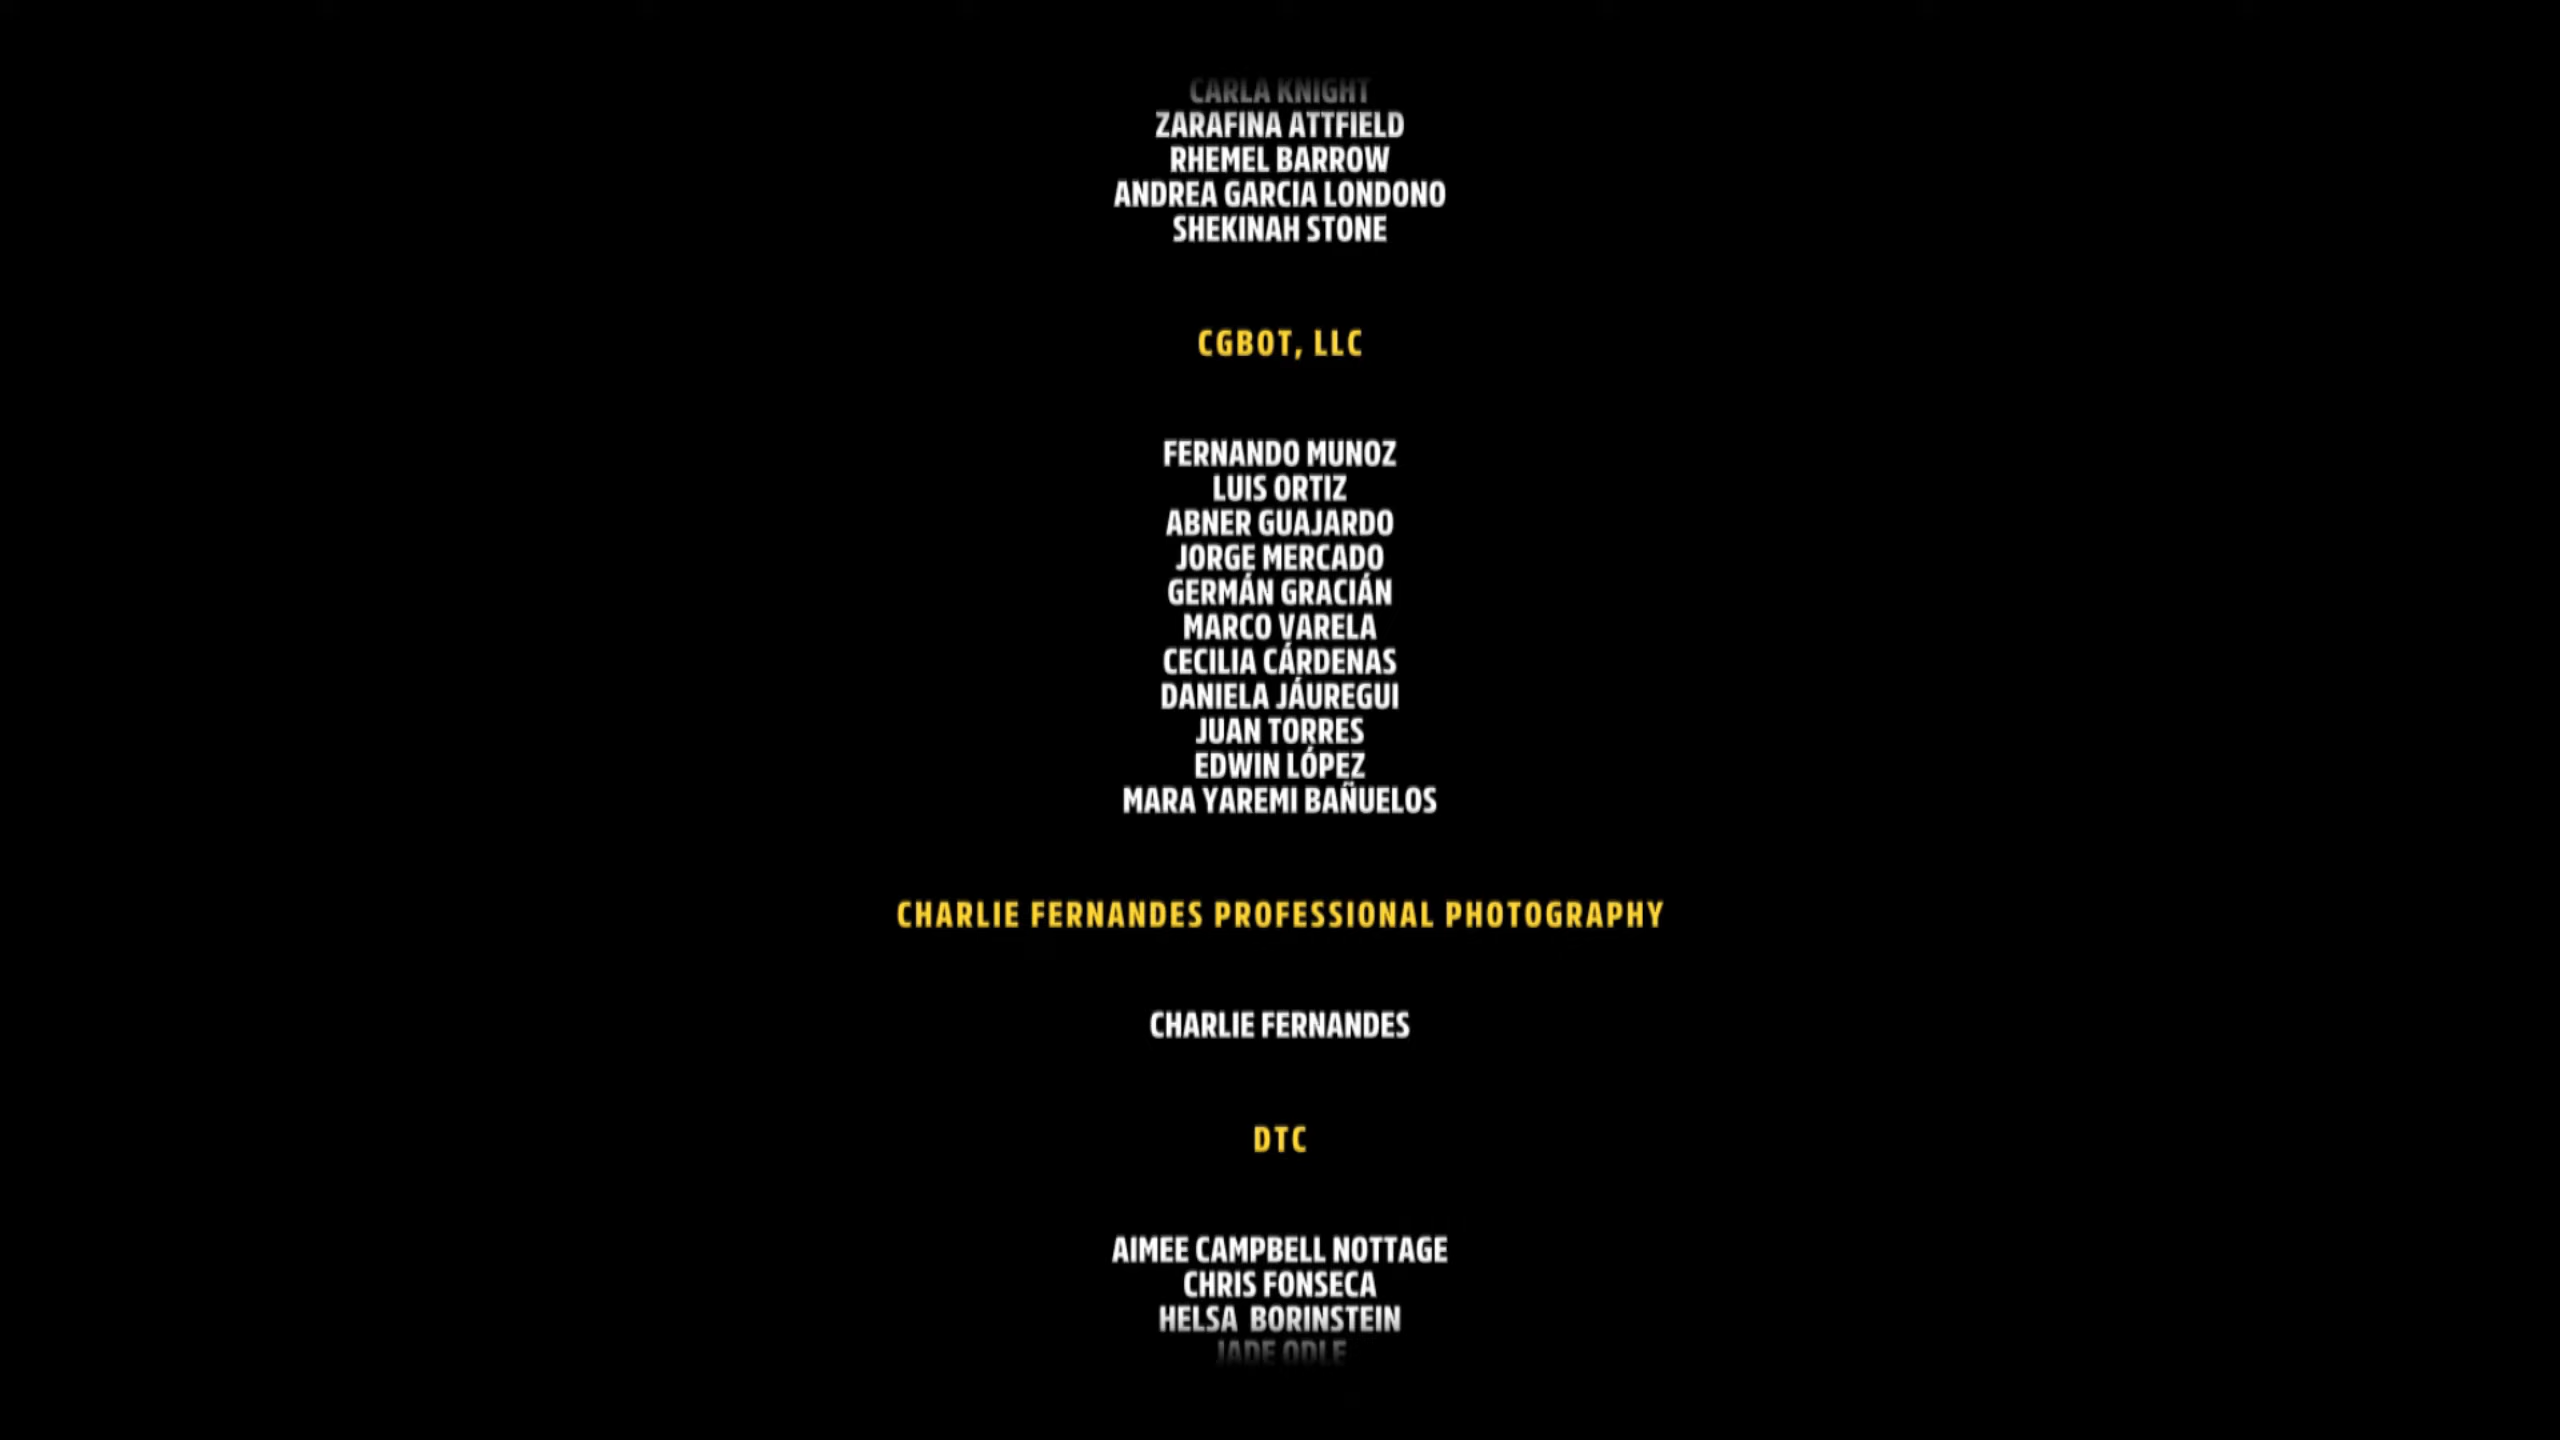 CARLA KNIGHT
ZARAFINA ATTFIELD
RHEMEL BARROW
ANDREA GARCIA LONDONO
SHEKINAH STONE
CGBOT, LLC
FERNANDO MUNOZ
LUIS ORTIZ
ABNER GUAJARDO
JORGE MERCADO
GERMÁN GRACIÁN
MARCO VARELA
CECILIA CÁRDENAS
DANIELA JÁUREGUI
JUAN TORRES
EDWIN LÓPEZ
MARA YAREMI BAÑUELOS
CHARLIE FERNANDES PROFESSIONAL PHOTOGRAPHY
CHARLIE FERNANDES
DTC
AIMEE CAMPBELL NOTTAGE
CHRIS FONSECA
HELSA  BORINSTEIN
JADE ODLE